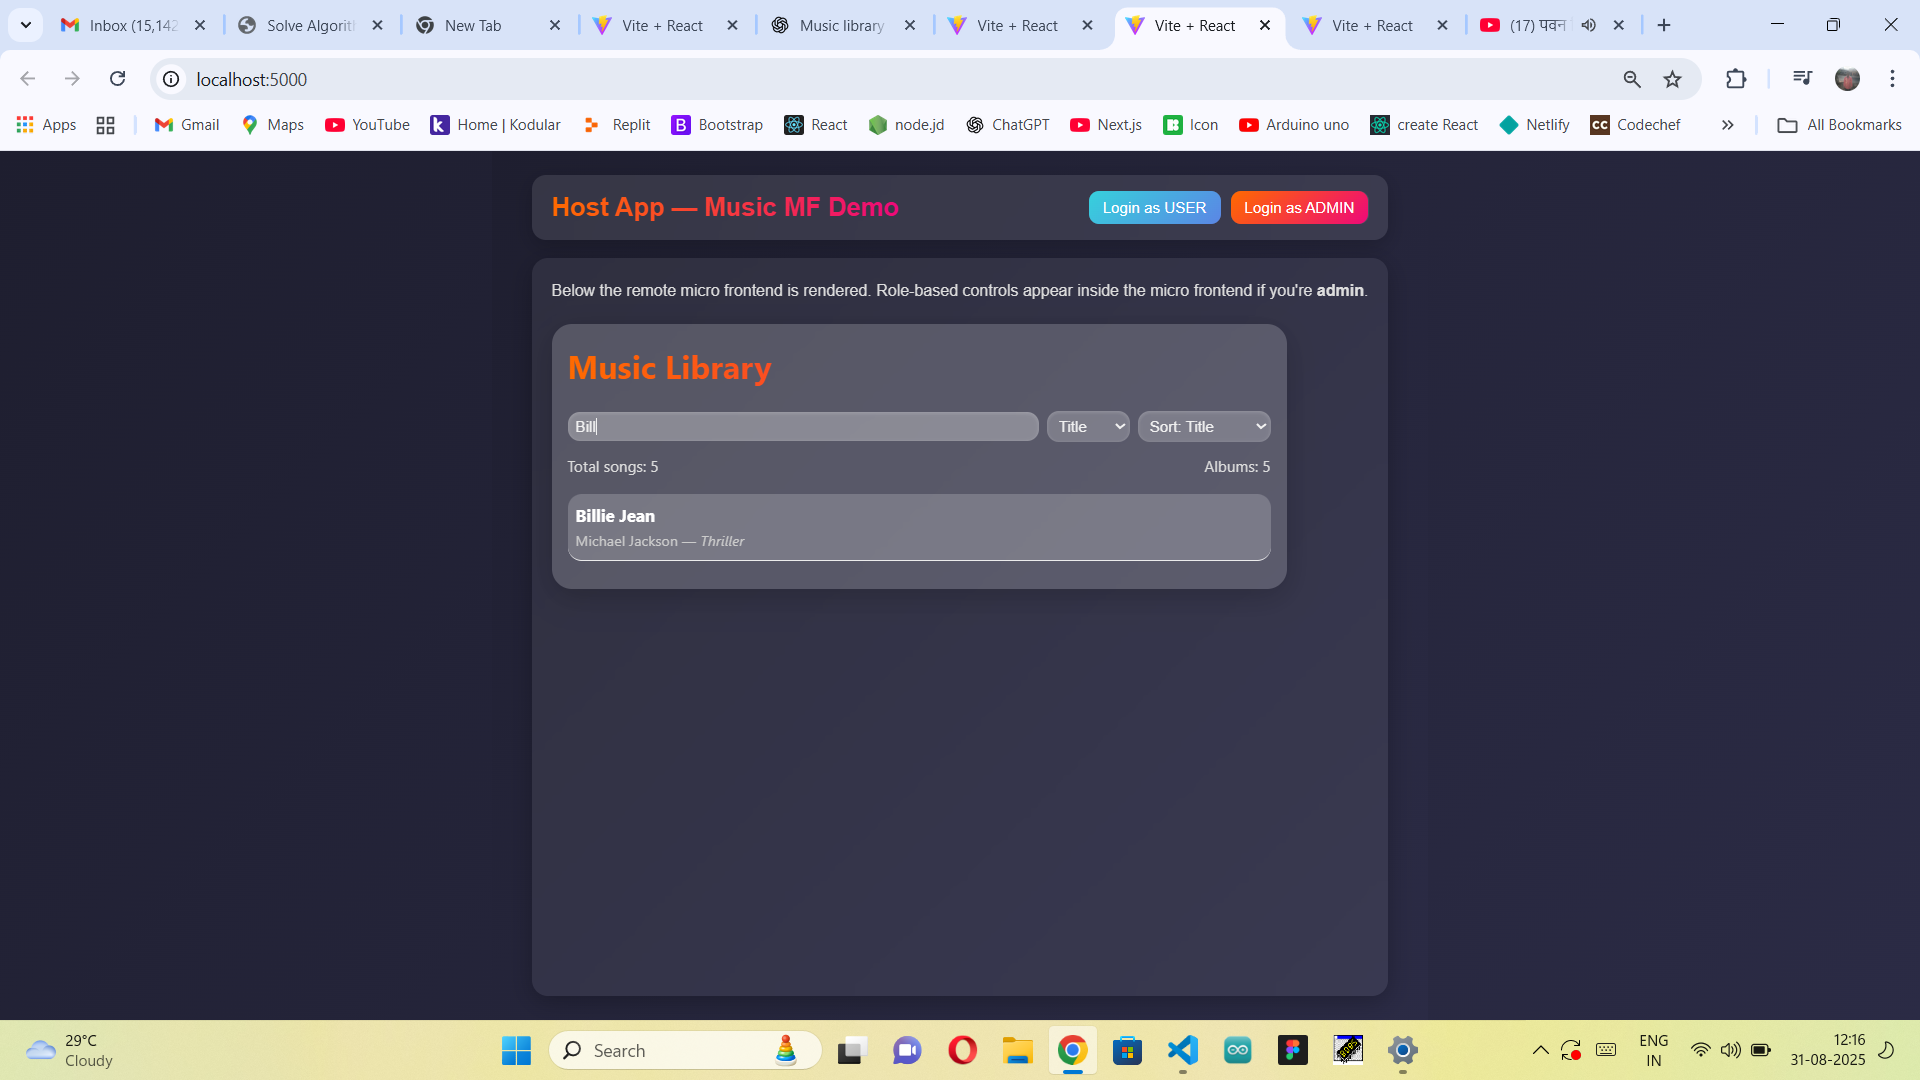 Inbox (15,142
Solve Algorit
New Tab
Vite + React
Music library
Vite + React
Vite + React
Vite + React
(17) पवन
localhost:5000
Apps
Gmail
Maps
YouTube
Home | Kodular
Replit
Bootstrap
React
node.jd
ChatGPT
Next.js
Icon
Arduino uno
create React
Netlify
Codechef
All Bookmarks
Host App — Music MF Demo
Login as USER
Login as ADMIN
Below the remote micro frontend is rendered. Role-based controls appear inside the micro frontend if you're admin.
Music Library
Bill
Title
Sort: Title
Total songs: 5
Albums: 5
Billie Jean
Michael Jackson — Thriller
29°C
Cloudy
Search
ENG
IN
12:16
31-08-2025